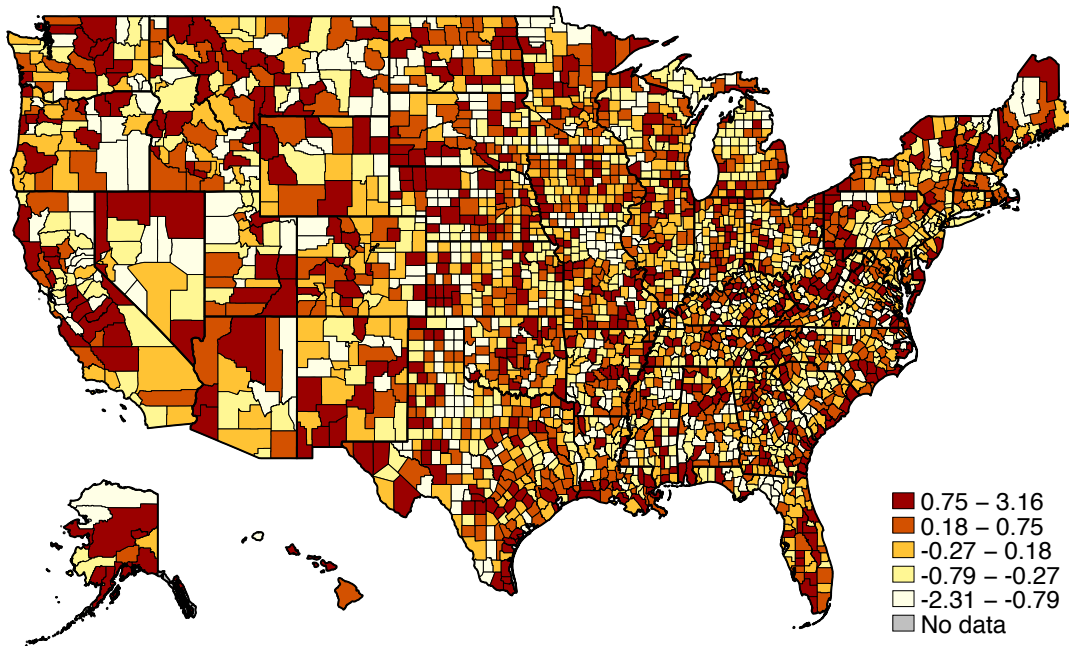 0.75 – 3.16
0.18 – 0.75
-0.27 – 0.18
-0.79 – -0.27
-2.31 – -0.79
No data